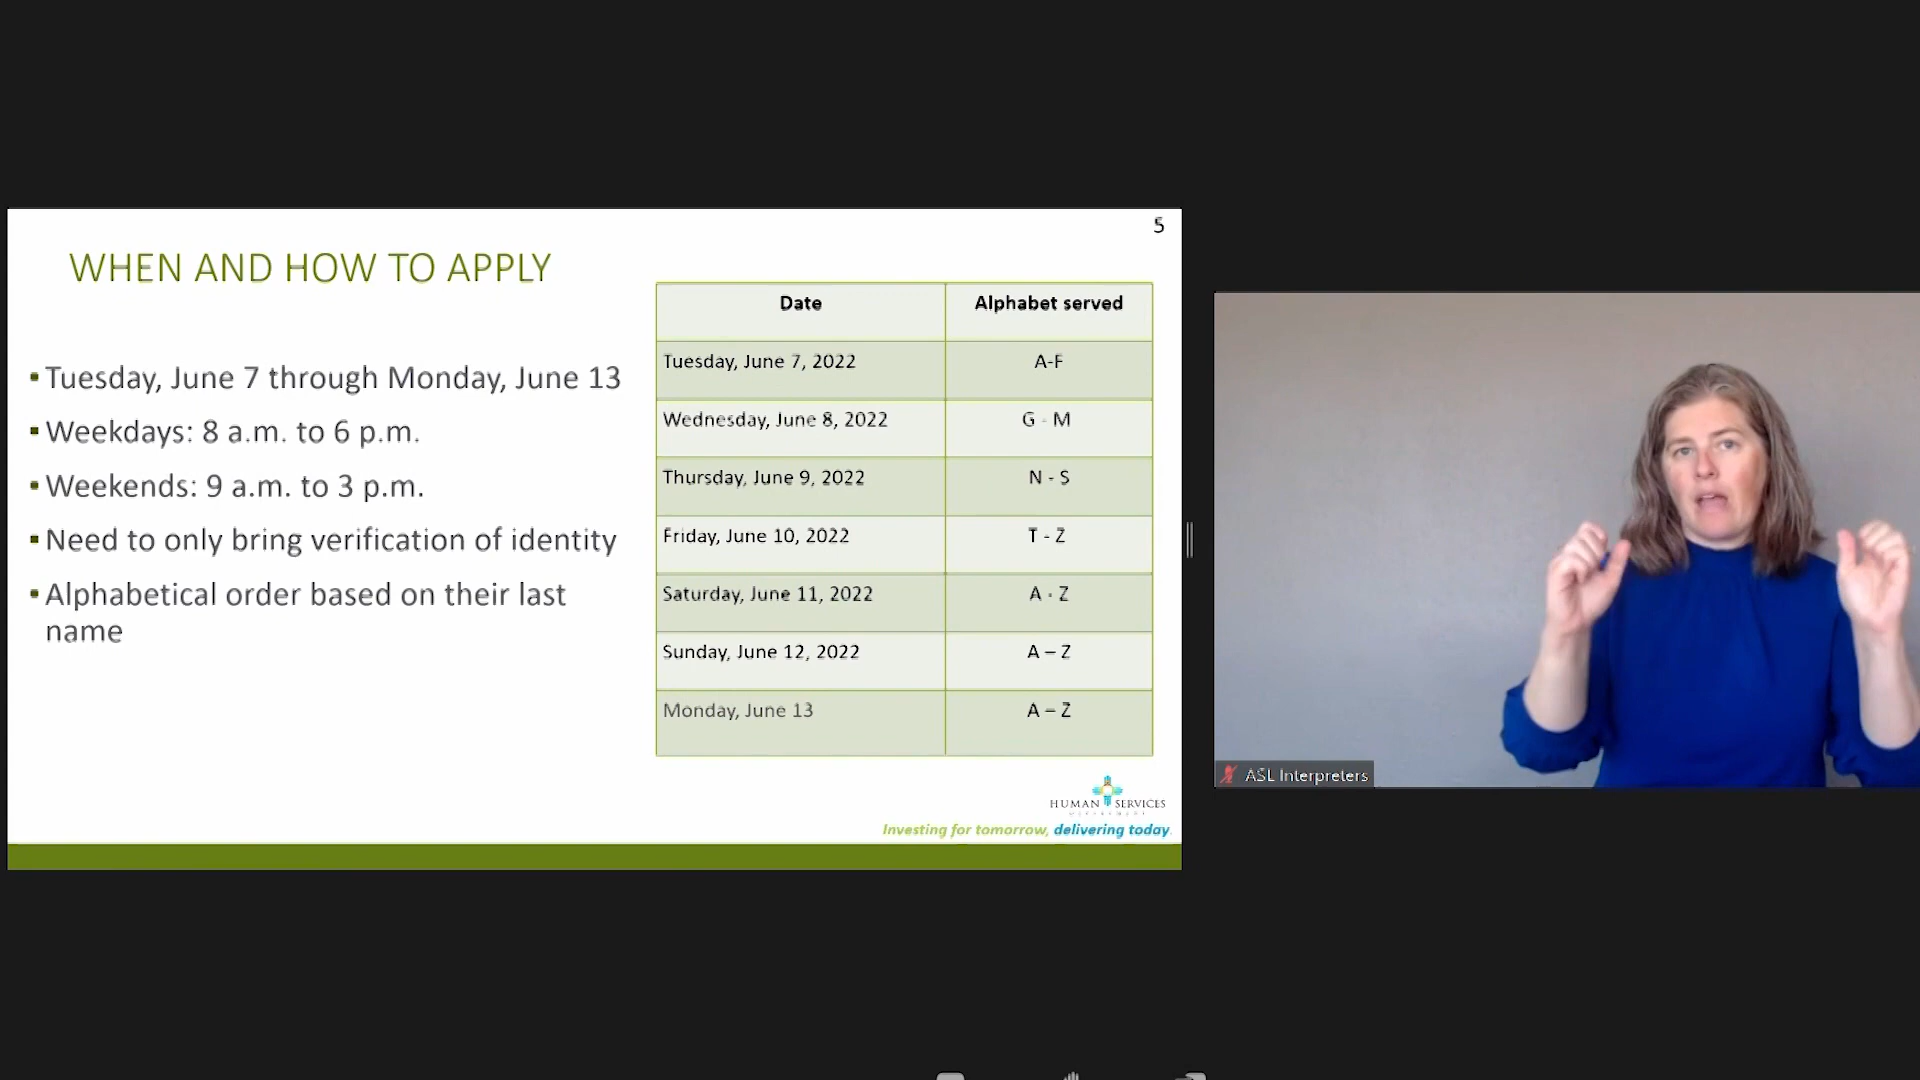 5
WHEN AND HOW TO APPLY
Tuesday, June 7 through Monday, June 13
Weekdays: 8 a.m. to 6 p.m.
Weekends: 9 a.m. to 3 p.m.
Need to only bring verification of identity
Alphabetical order based on their last
name
Date Alphabet served
Tuesday, June 7, 2022 A-F
Wednesday, June 8, 2022 G - M
Thursday, June 9, 2022 N - S
Friday, June 10, 2022 T - Z
Saturday, June 11, 2022 A - Z
Sunday, June 12, 2022 A – Z
Monday, June 13 A – Z
HUMAN SERVICES
Investing for tomorrow, delivering today.
ASL Interpreters